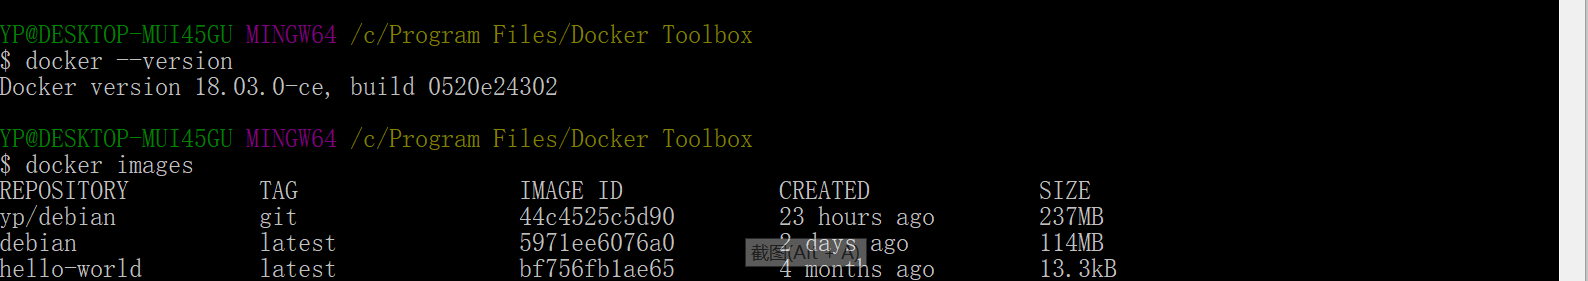 YP@DESKTOP-MUI45GU MINGW64 /c/Program Files/Docker Toolbox
$ docker --version
Docker version 18.03.0-ce, build 0520e24302
YP@DESKTOP-MUI45GU MINGW64 /c/Program Files/Docker Toolbox
$ docker images
REPOSITORY TAG IMAGE ID CREATED SIZE
yp/debian git 44c4525c5d90 23 hours ago 237MB
debian latest 5971ee6076a0 2 days ago 114MB
截图(Alt + A)
hello-world latest bf756fb1ae65 4 months ago 13.3kB